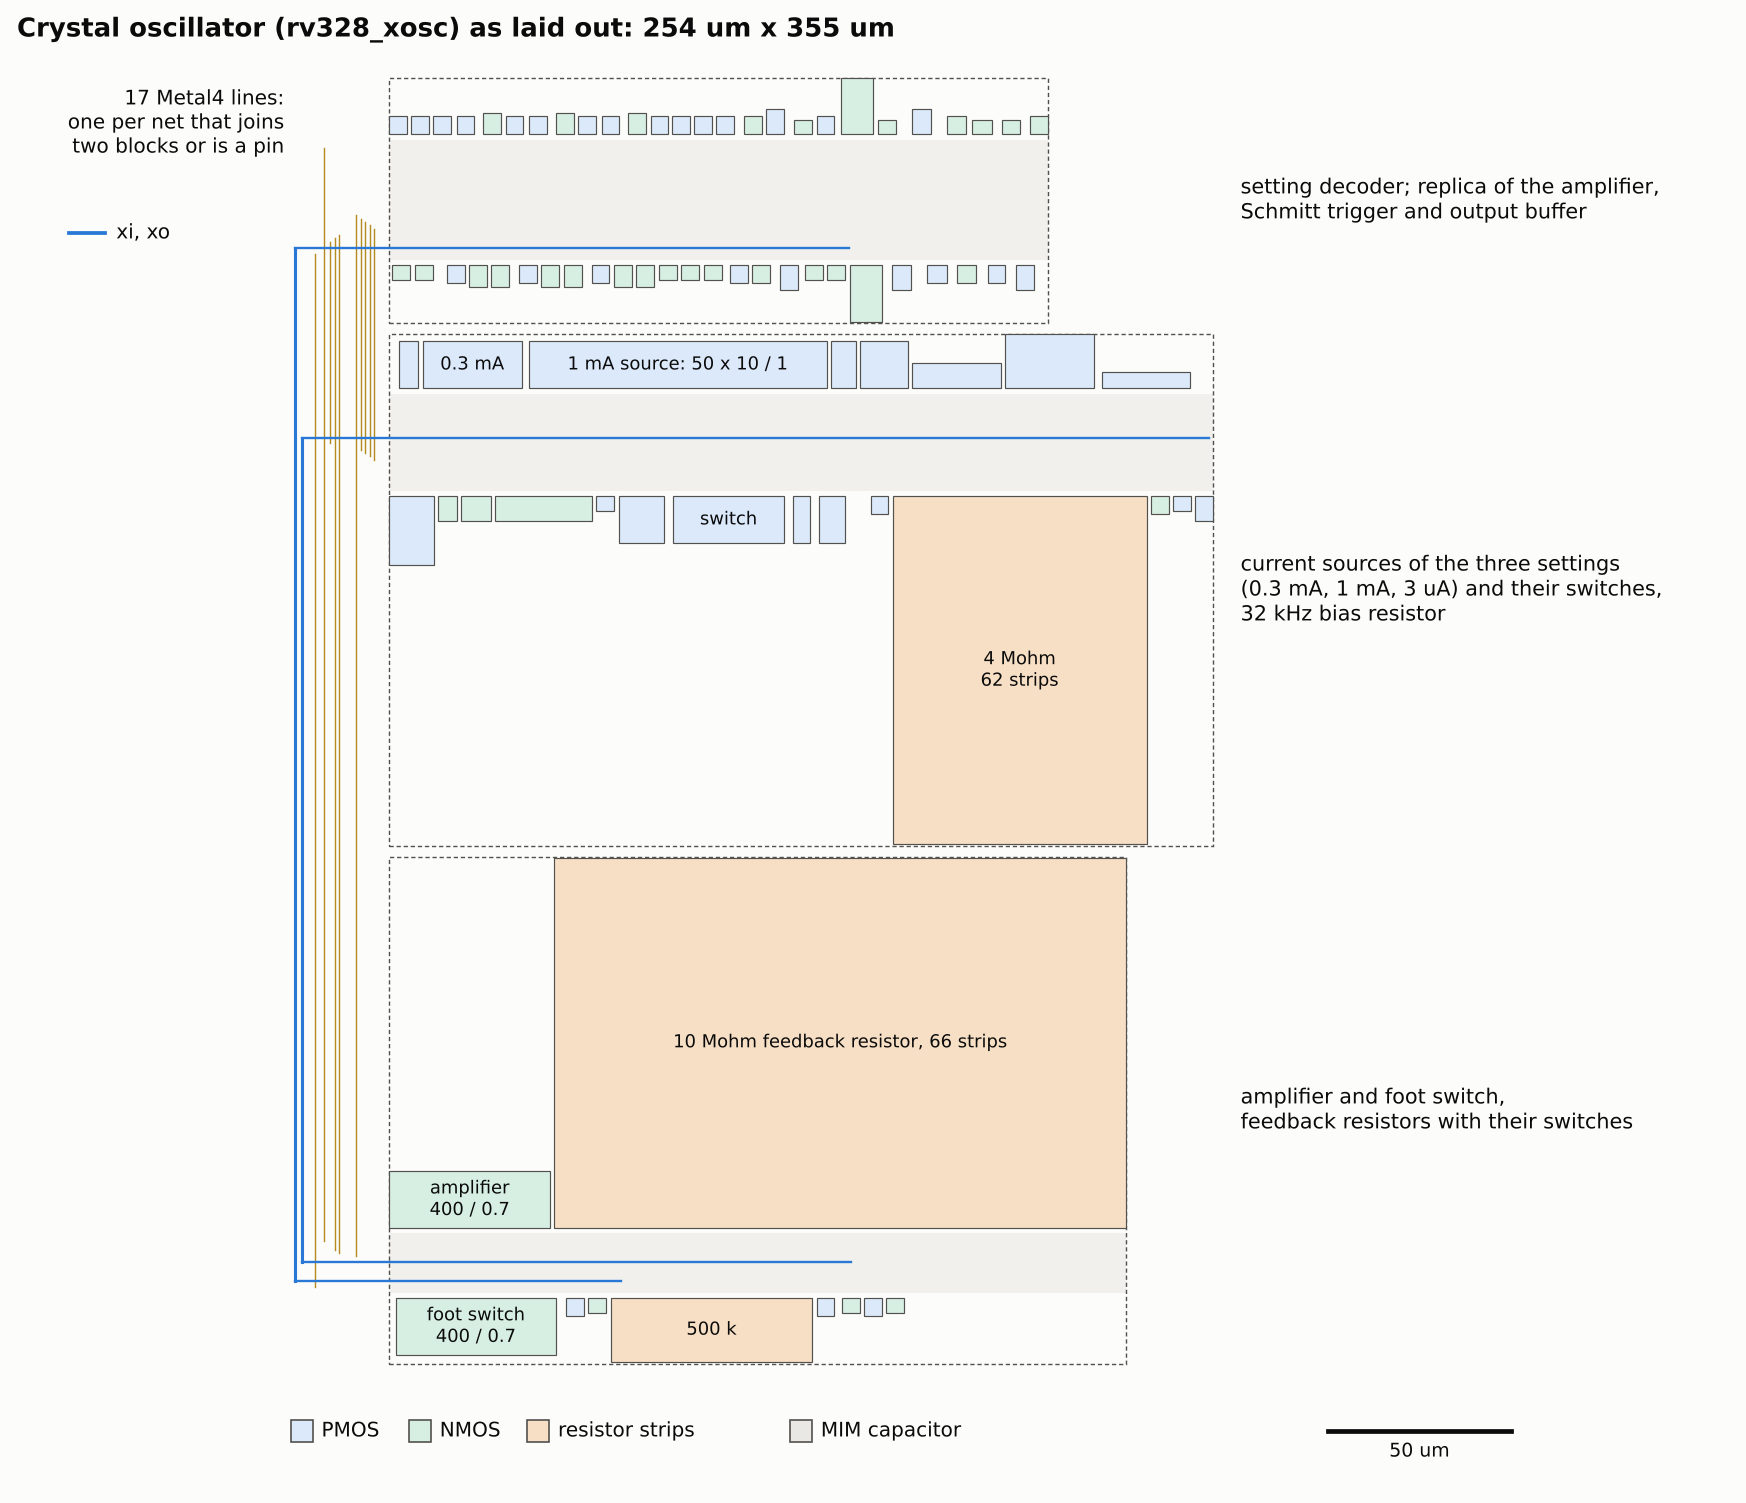 Crystal oscillator (rv328_xosc) as laid out: 254 um x 355 um
17 Metal4 lines:
one per net that joins
two blocks or is a pin
xi, xo
setting decoder; replica of the amplifier,
Schmitt trigger and output buffer
0.3 mA
1 mA source: 50 x 10 / 1
switch
current sources of the three settings
(0.3 mA, 1 mA, 3 uA) and their switches,
32 kHz bias resistor
4 Mohm
62 strips
10 Mohm feedback resistor, 66 strips
amplifier and foot switch,
feedback resistors with their switches
amplifier
400 / 0.7
foot switch
400 / 0.7
500 k
PMOS
NMOS
resistor strips
MIM capacitor
50 um